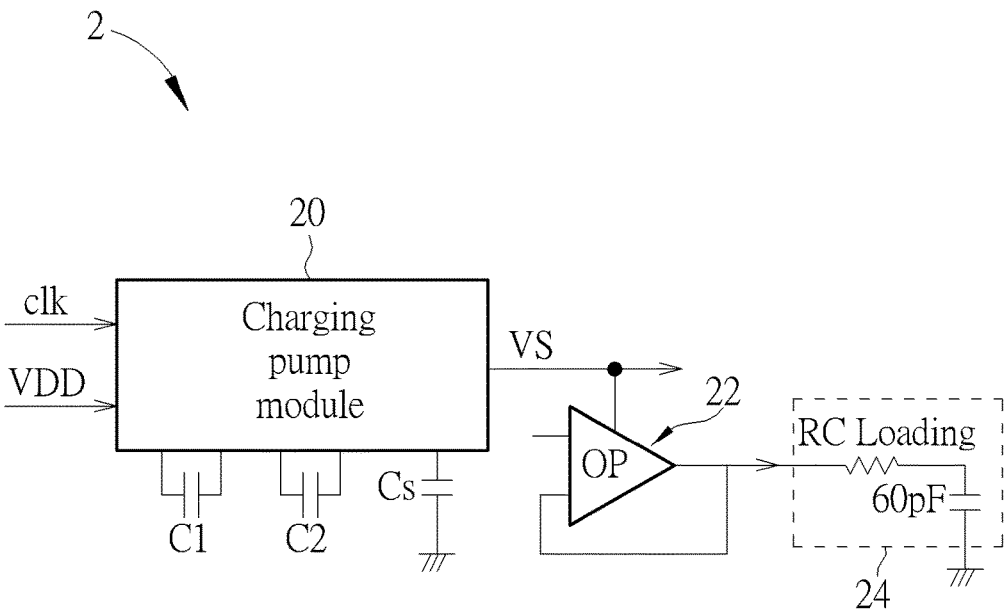 2
20
clk
VDD
Charging
pump
module
VS
22
OP
RC Loading
60pF
C1
C2
Cs
24